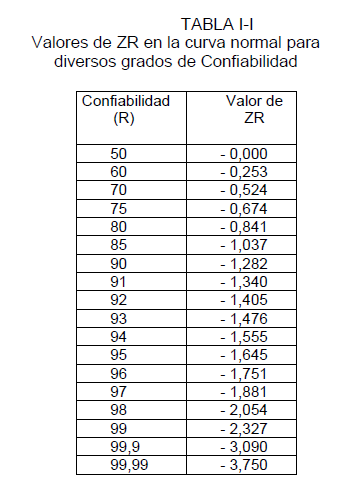 TABLA I-I
Valores de ZR en la curva normal para
diversos grados de Confiabilidad
Confiabilidad Valor de
(R) ZR
50 - 0,000
60 - 0,253
70 - 0,524
75 - 0,674
80 - 0,841
85 - 1,037
90 - 1,282
91 - 1,340
92 - 1,405
93 - 1,476
94 - 1,555
95 - 1,645
96 - 1,751
97 - 1,881
98 - 2,054
99 - 2,327
99,9 - 3,090
99,99 - 3,750